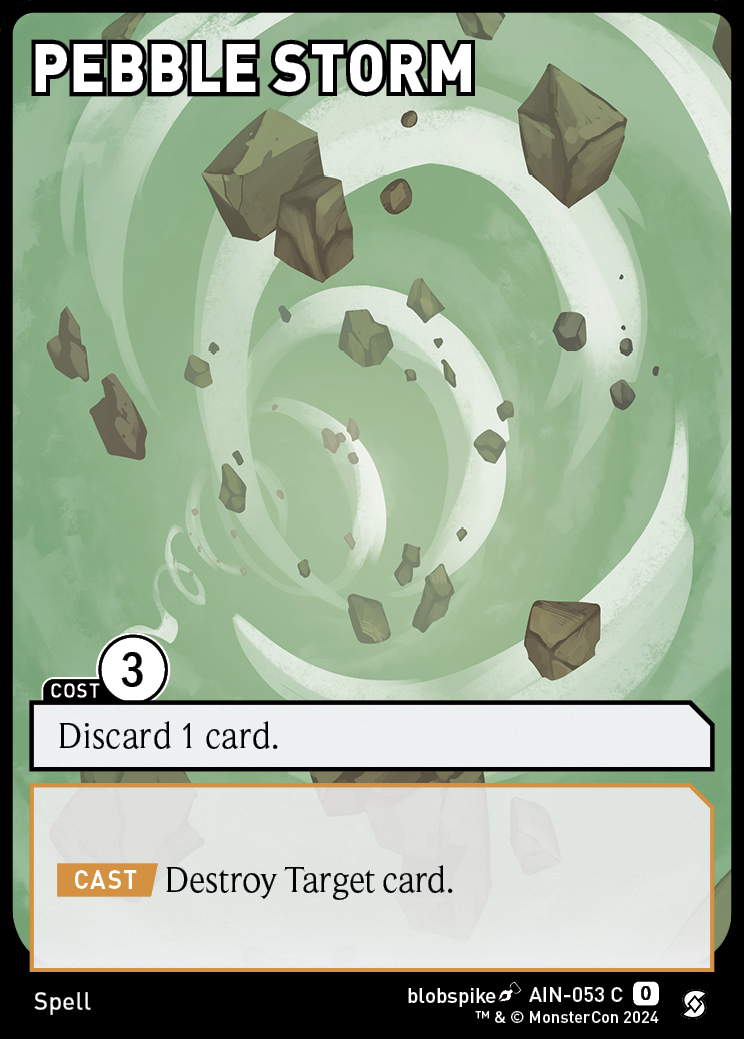 PEBBLE STORM
COST 3
Discard 1 card.
CAST Destroy Target card.
Spell
blobspike AIN-053 C 0
™ & © MonsterCon 2024